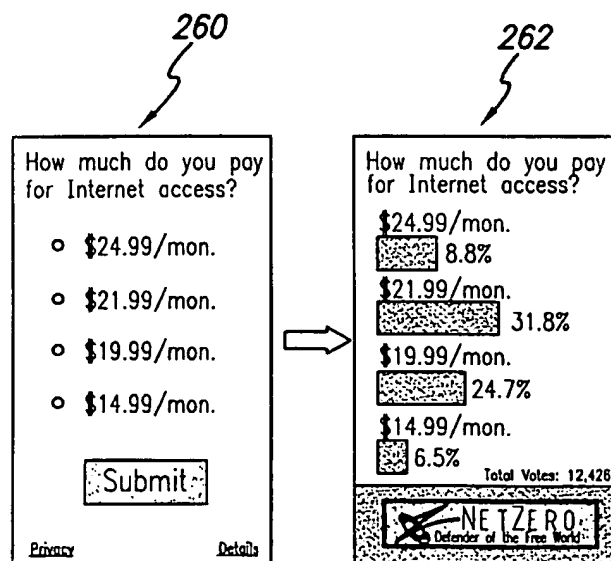 260
How much do you pay
for Internet access?
$24.99/mon.
$21.99/mon.
$19.99/mon.
$14.99/mon.
Submit
Privacy
Details
262
How much do you pay
for Internet access?
$24.99/mon.
8.8%
$21.99/mon.
31.8%
$19.99/mon.
24.7%
$14.99/mon.
6.5%
Total Votes: 12,426
NETZERO
Defender of the Free World